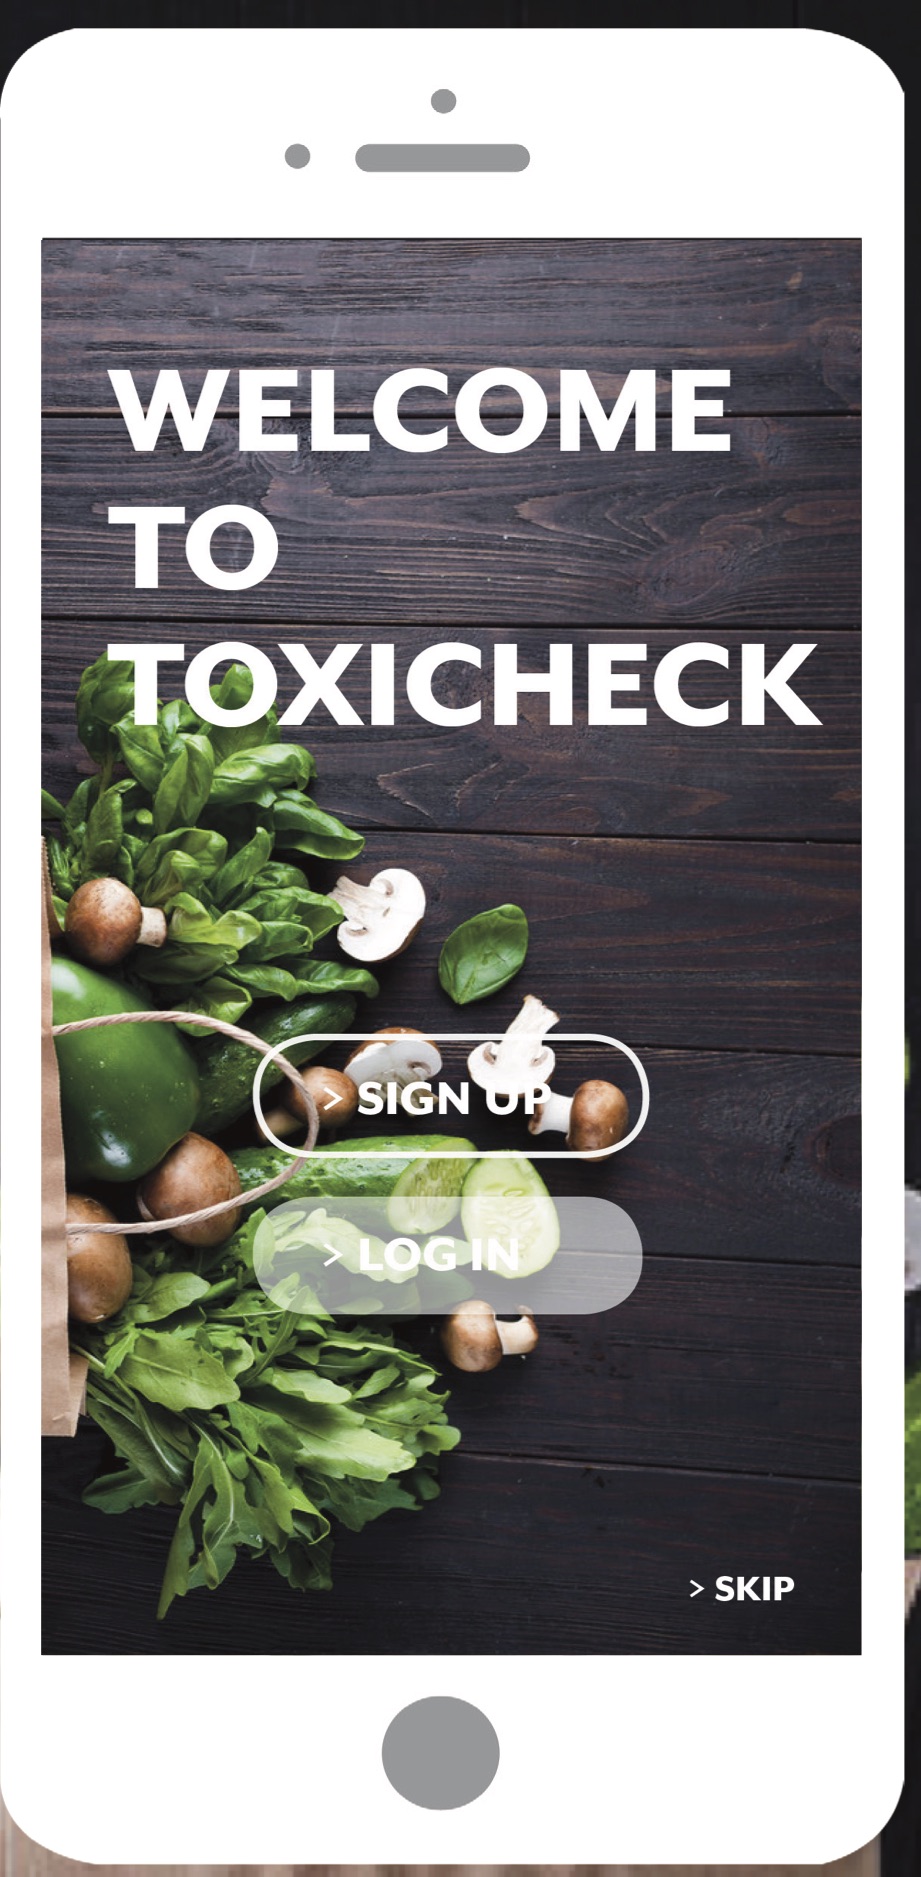 WELCOME
TO
TOXICHECK
> SIGN UP
> LOG IN
> SKIP